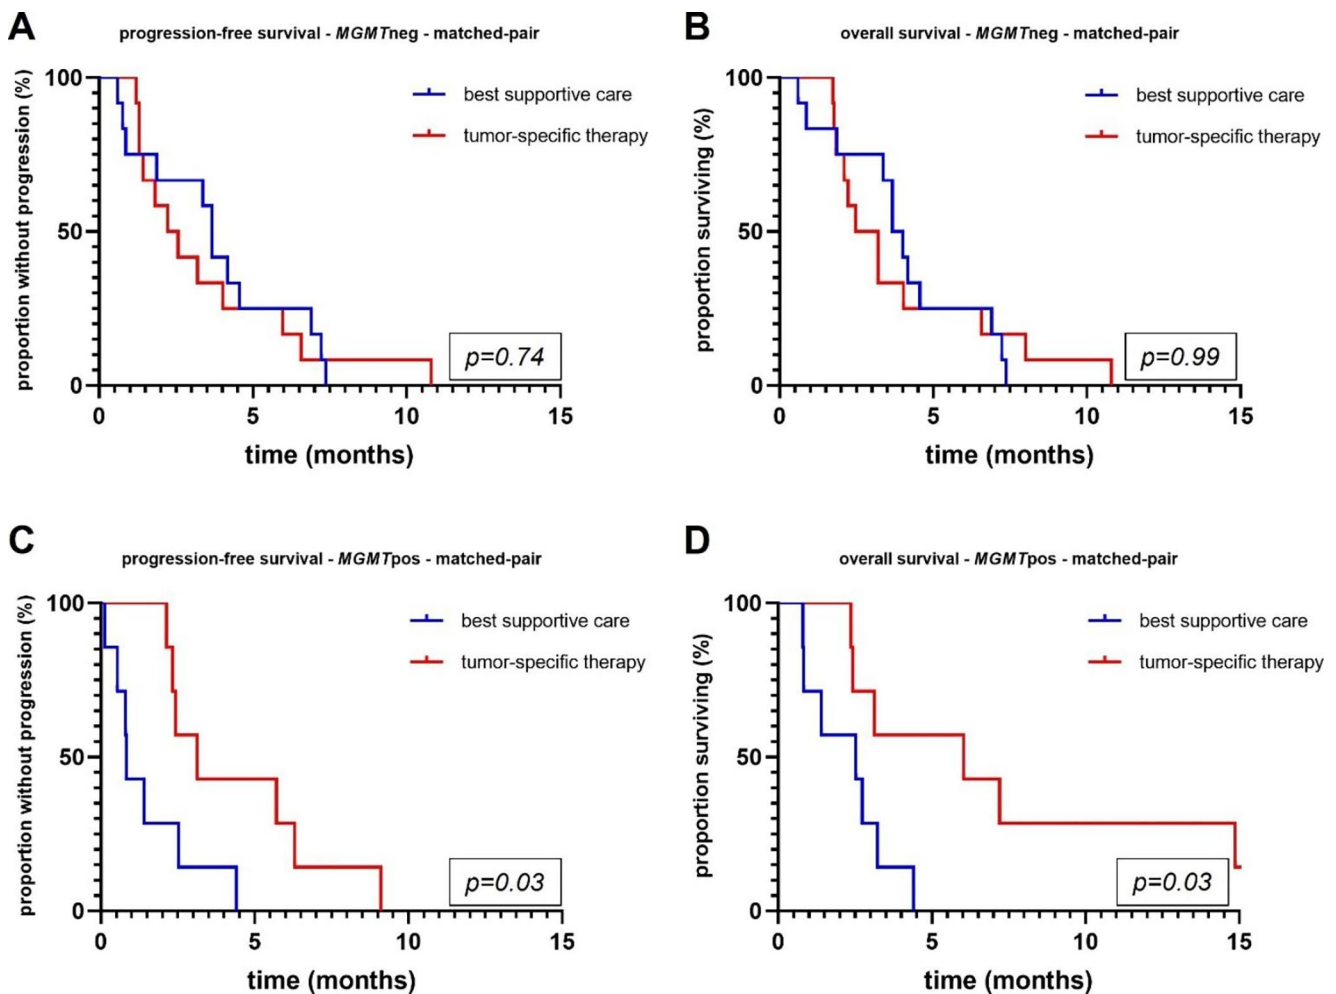 A
progression-free survival - MGMTneg - matched-pair
proportion without progression (%)
100
50
0
best supportive care
tumor-specific therapy
p=0.74
0 5 10 15
time (months)
B
overall survival - MGMTneg - matched-pair
proportion surviving (%)
100
50
0
best supportive care
tumor-specific therapy
p=0.99
0 5 10 15
time (months)
C
progression-free survival - MGMTpos - matched-pair
proportion without progression (%)
100
50
0
best supportive care
tumor-specific therapy
p=0.03
0 5 10 15
time (months)
D
overall survival - MGMTpos - matched-pair
proportion surviving (%)
100
50
0
best supportive care
tumor-specific therapy
p=0.03
0 5 10 15
time (months)